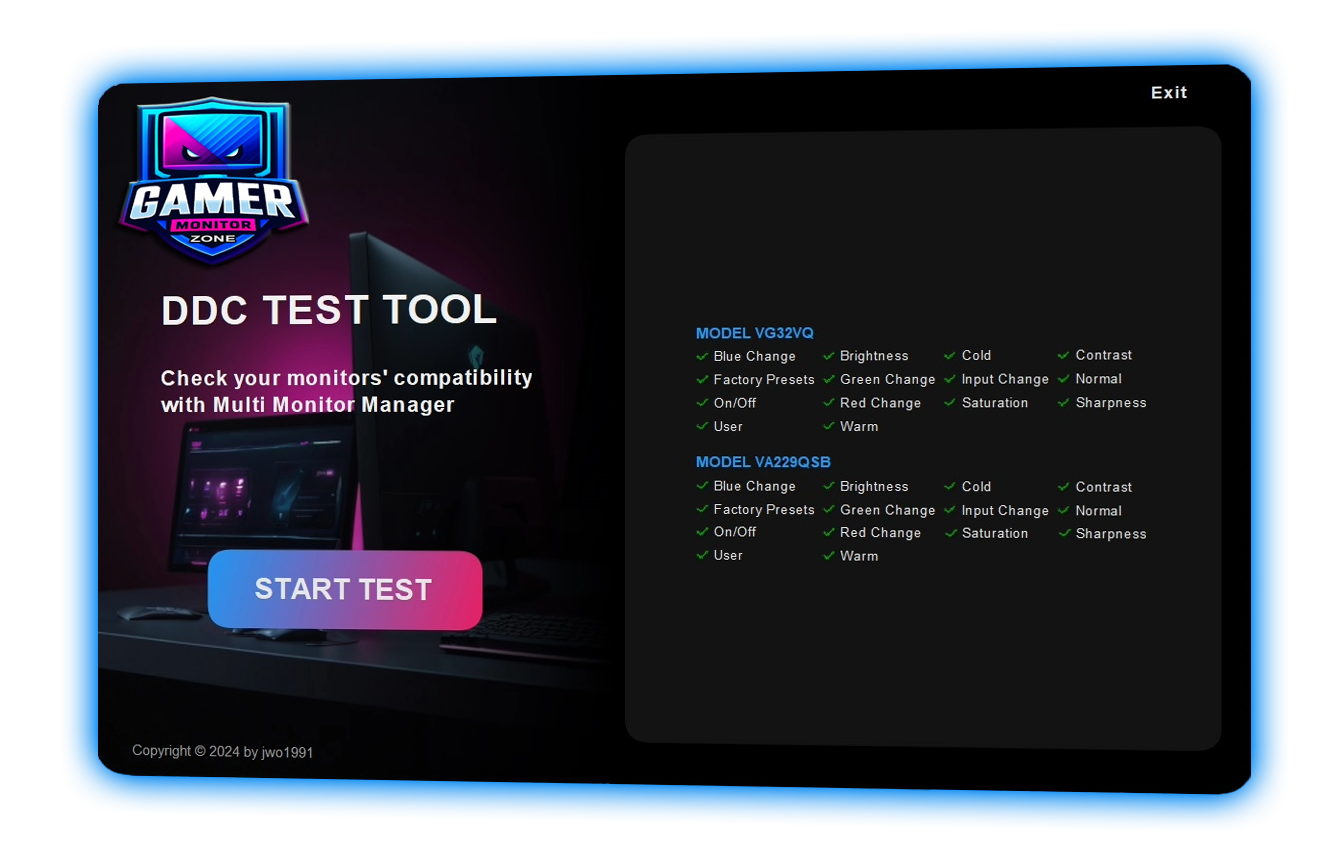 Exit
GAMER
MONITOR
ZONE
DDC TEST TOOL
Check your monitors' compatibility
with Multi Monitor Manager
START TEST
Copyright © 2024 by jwo1991
MODEL VG32VQ
Blue Change Brightness Cold Contrast
Factory Presets Green Change Input Change Normal
On/Off Red Change Saturation Sharpness
User Warm
MODEL VA229QSB
Blue Change Brightness Cold Contrast
Factory Presets Green Change Input Change Normal
On/Off Red Change Saturation Sharpness
User Warm